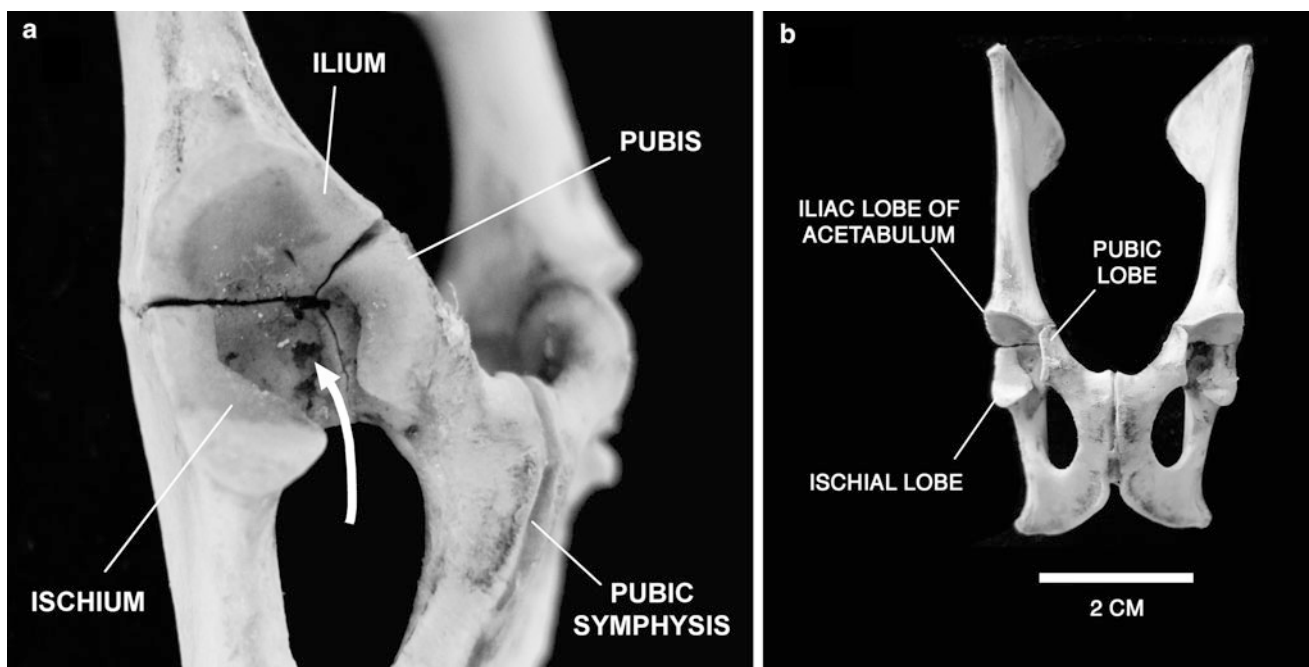 a
ILIUM
PUBIS
ISCHIUM
PUBIC
SYMPHYSIS
b
ILIAC LOBE OF
ACETABULUM
PUBIC
LOBE
ISCHIAL LOBE
2 CM